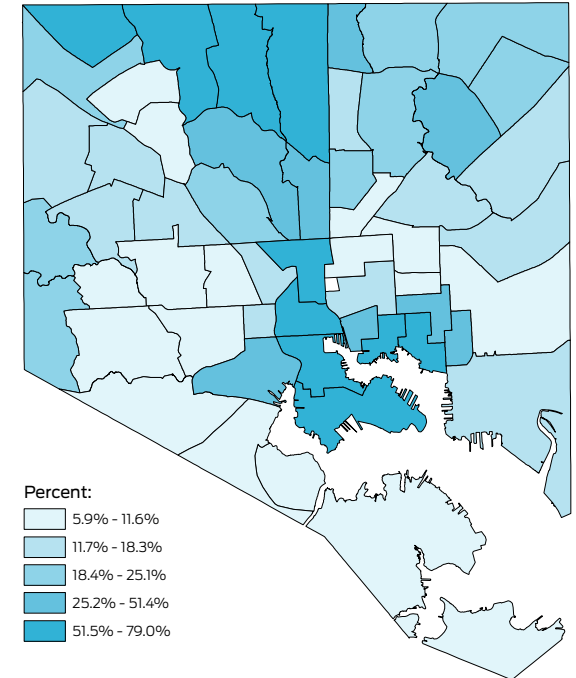 Percent:
5.9% - 11.6%
11.7% - 18.3%
18.4% - 25.1%
25.2% - 51.4%
51.5% - 79.0%